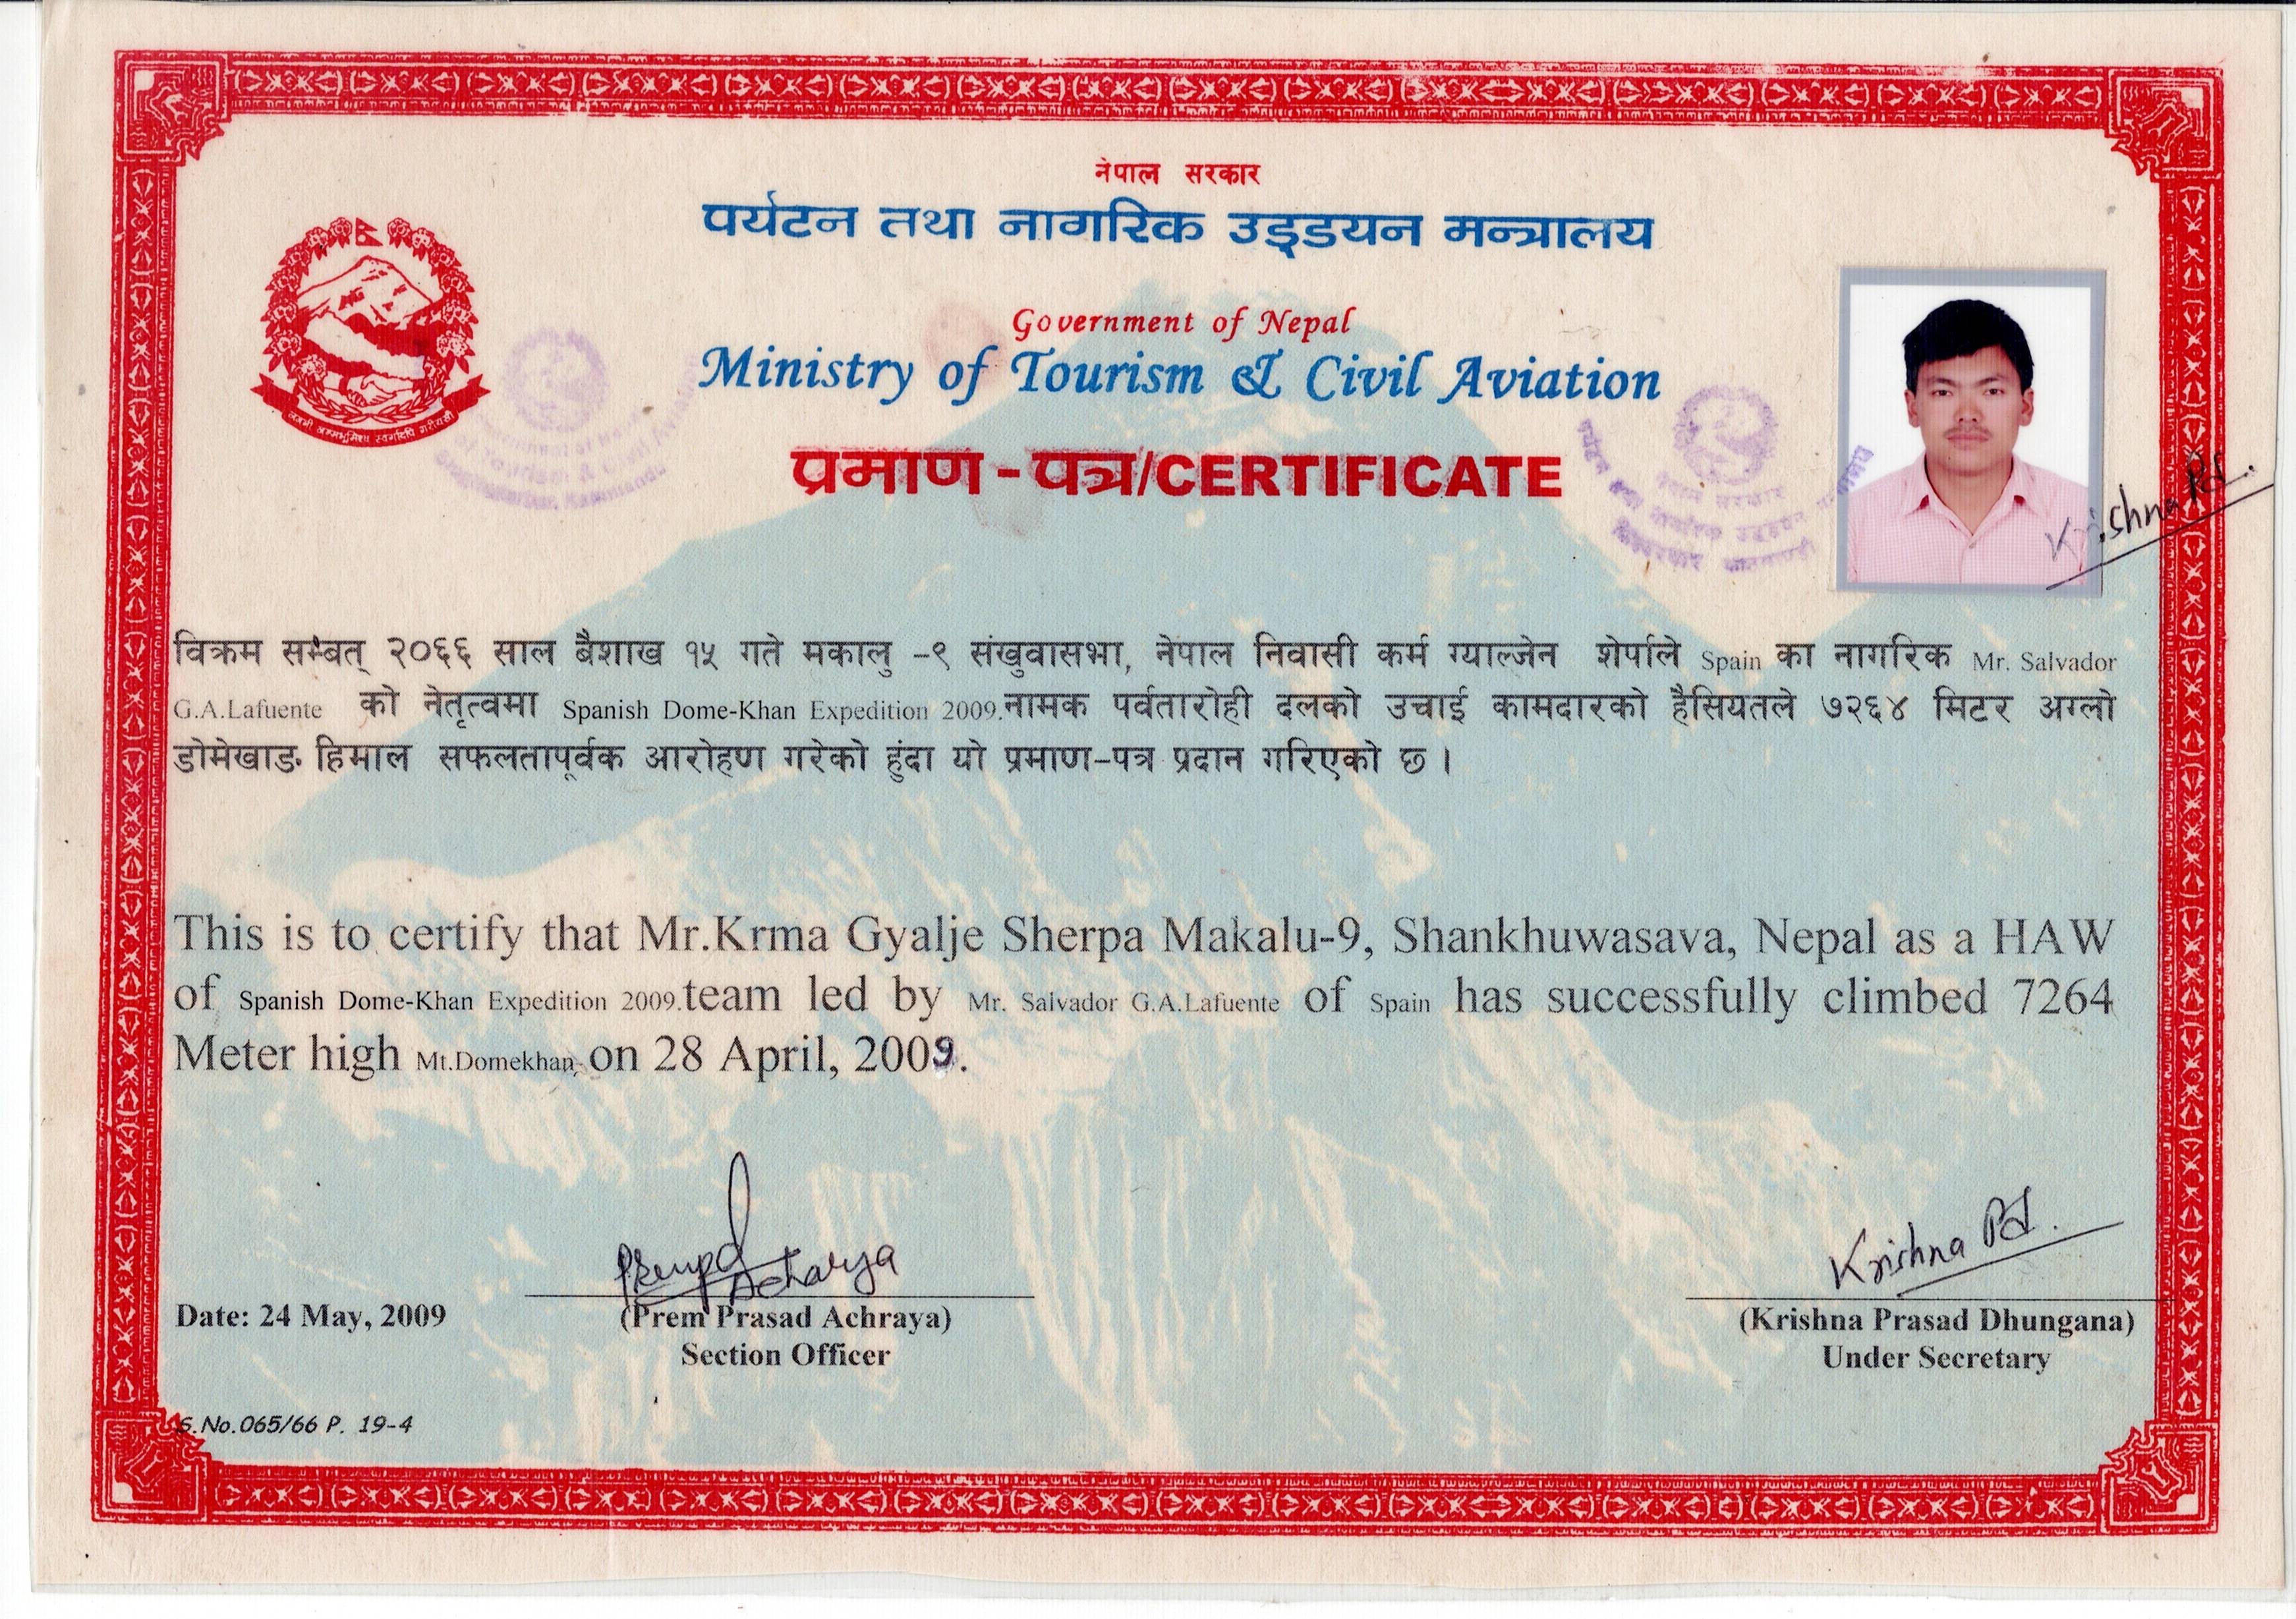 नेपाल सरकार
पर्यटन तथा नागरिक उड्डयन मन्त्रालय
Government of Nepal
Ministry of Tourism & Civil Aviation
प्रमाण-पत्र/CERTIFICATE
विक्रम सम्बत् २०६६ साल बैशाख १५ गते मकालु -९ संखुवासभा, नेपाल निवासी कर्म ग्याल्जेन शेर्पाले Spain का नागरिक Mr. Salvador
G.A.Lafuente को नेतृत्वमा Spanish Dome-Khan Expedition 2009.नामक पर्वतारोही दलको उचाई कामदारको हैसियतले ७२६४ मिटर अग्लो
डोमेखाङ हिमाल सफलतापूर्वक आरोहण गरेको हुंदा यो प्रमाण-पत्र प्रदान गरिएको छ ।
This is to certify that Mr.Krma Gyalje Sherpa Makalu-9, Shankhuwasava, Nepal as a HAW
of Spanish Dome-Khan Expedition 2009.team led by Mr. Salvador G.A.Lafuente of Spain has successfully climbed 7264
Meter high Mt.Domekhan, on 28 April, 2009.
Krishna Pd.
Acharya
Krishna Pd.
Date: 24 May, 2009
(Prem Prasad Achraya)
(Krishna Prasad Dhungana)
Section Officer
Under Secretary
S.No.065/66 P. 19-4